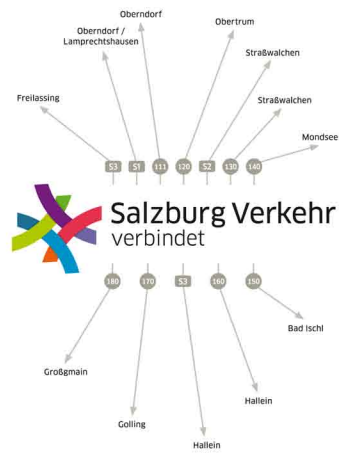 Oberndorf
Obertrum
Oberndorf /
Lamprechtshausen
Straßwalchen
Freilassing
Straßwalchen
Mondsee
S3 S1 111 120 S2 130 140
Salzburg Verkehr
verbindet
180 170 S3 160 150
Bad Ischl
Großgmain
Hallein
Golling
Hallein